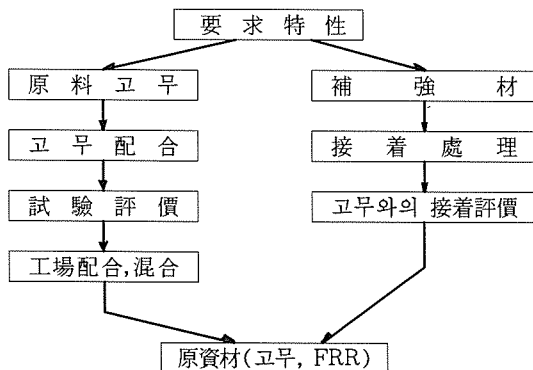 要求特性
原料고무
補強材
고무配合
接着處理
試驗評價
고무와의 接着評價
工場配合,混合
原資材(고무, FRR)